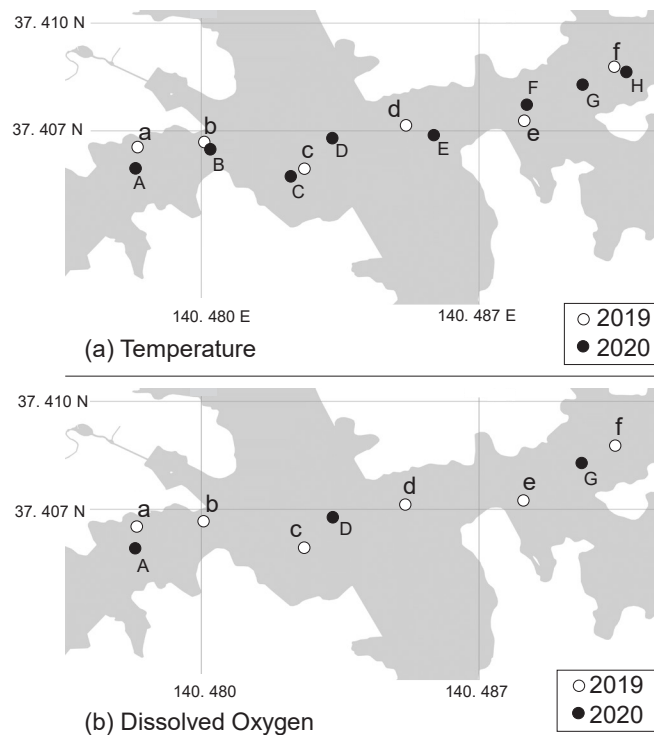 37. 410 N
f
H
F
G
d
e
a
b
37. 407 N
D
E
B
c
A
C
140. 480 E
140. 487 E
2019
2020
(a) Temperature
37. 410 N
f
G
d
e
a
b
37. 407 N
D
c
A
140. 480
140. 487
2019
2020
(b) Dissolved Oxygen